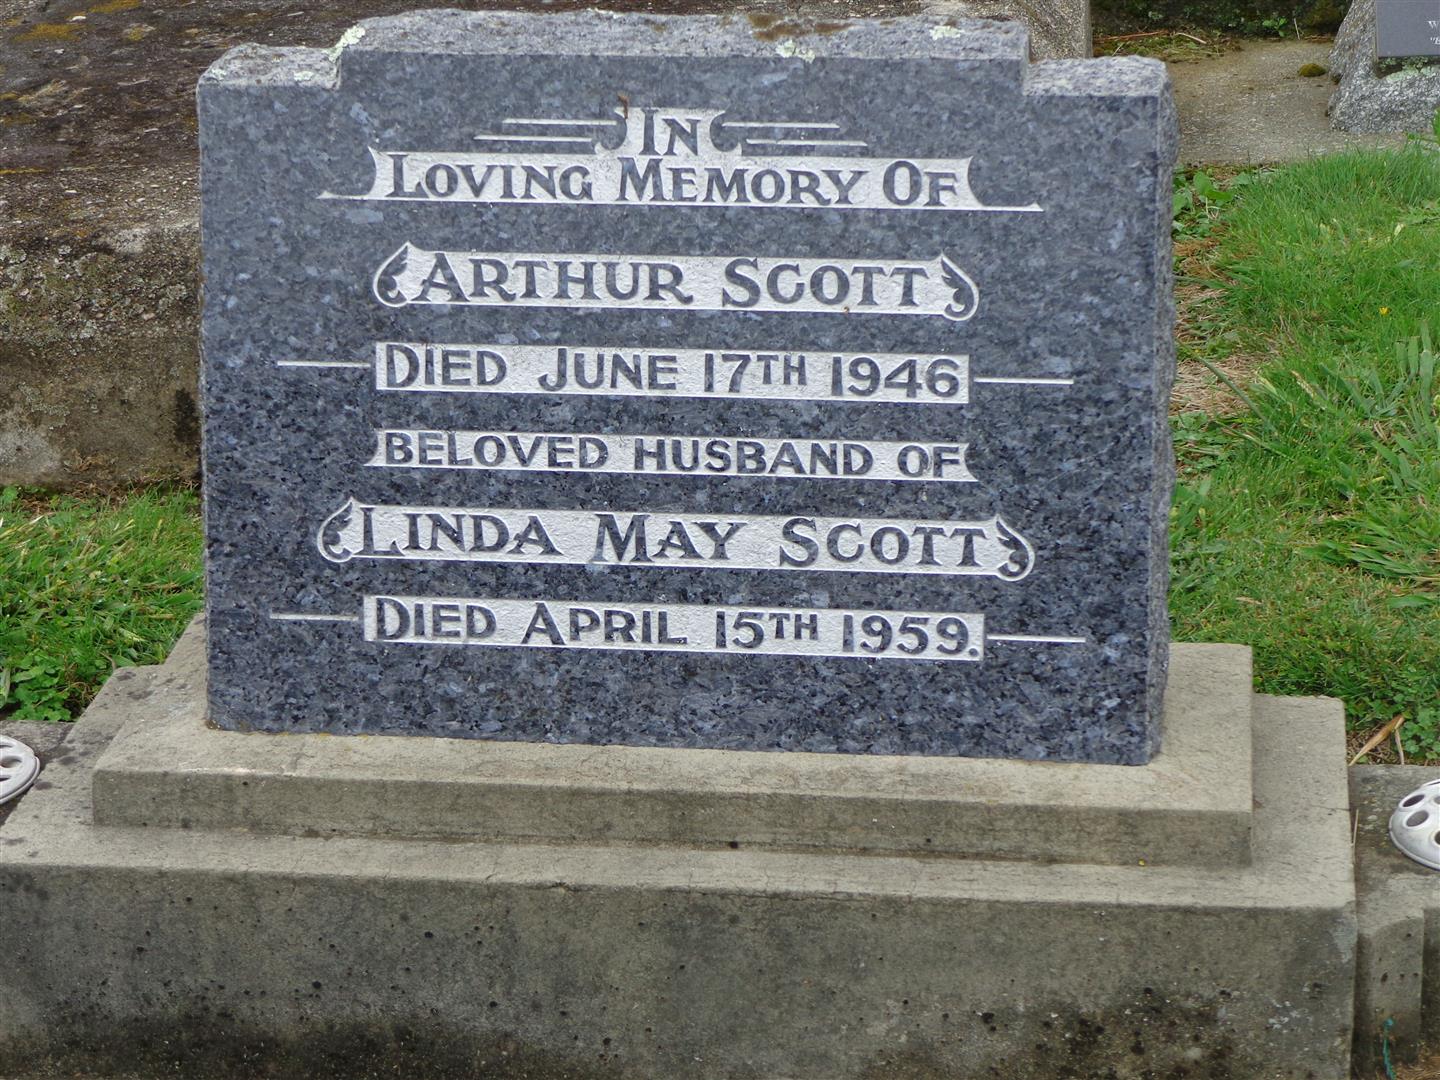 IN
LOVING MEMORY OF
ARTHUR SCOTT
DIED JUNE 17TH 1946
BELOVED HUSBAND OF
LINDA MAY SCOTT
DIED APRIL 15TH 1959.